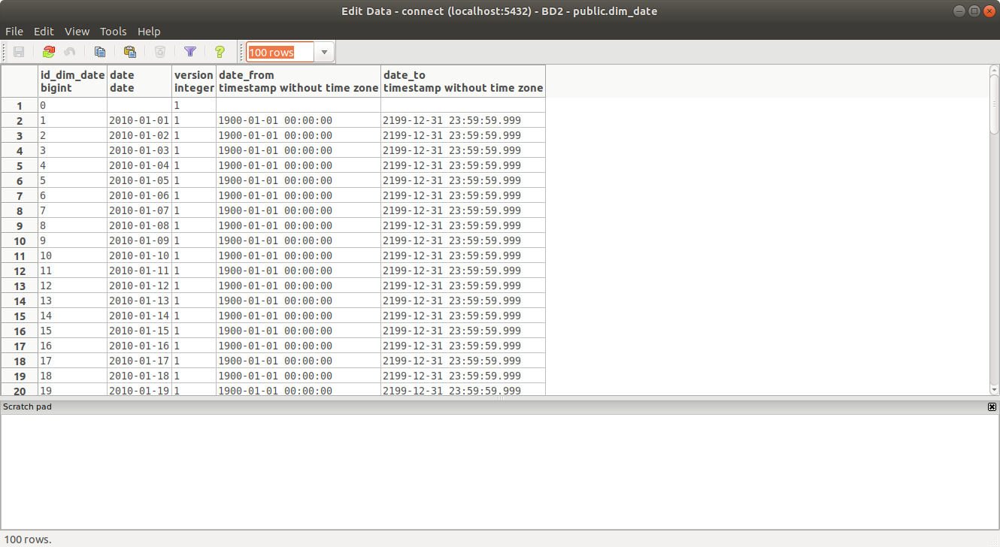 Edit Data - connect (localhost:5432) - BD2 - public.dim_date
File Edit View Tools Help
100 rows
id_dim_date date version date_from date_to
bigint date integer timestamp without time zone timestamp without time zone
1 0 1
2 1 2010-01-01 1 1900-01-01 00:00:00 2199-12-31 23:59:59.999
3 2 2010-01-02 1 1900-01-01 00:00:00 2199-12-31 23:59:59.999
4 3 2010-01-03 1 1900-01-01 00:00:00 2199-12-31 23:59:59.999
5 4 2010-01-04 1 1900-01-01 00:00:00 2199-12-31 23:59:59.999
6 5 2010-01-05 1 1900-01-01 00:00:00 2199-12-31 23:59:59.999
7 6 2010-01-06 1 1900-01-01 00:00:00 2199-12-31 23:59:59.999
8 7 2010-01-07 1 1900-01-01 00:00:00 2199-12-31 23:59:59.999
9 8 2010-01-08 1 1900-01-01 00:00:00 2199-12-31 23:59:59.999
10 9 2010-01-09 1 1900-01-01 00:00:00 2199-12-31 23:59:59.999
11 10 2010-01-10 1 1900-01-01 00:00:00 2199-12-31 23:59:59.999
12 11 2010-01-11 1 1900-01-01 00:00:00 2199-12-31 23:59:59.999
13 12 2010-01-12 1 1900-01-01 00:00:00 2199-12-31 23:59:59.999
14 13 2010-01-13 1 1900-01-01 00:00:00 2199-12-31 23:59:59.999
15 14 2010-01-14 1 1900-01-01 00:00:00 2199-12-31 23:59:59.999
16 15 2010-01-15 1 1900-01-01 00:00:00 2199-12-31 23:59:59.999
17 16 2010-01-16 1 1900-01-01 00:00:00 2199-12-31 23:59:59.999
18 17 2010-01-17 1 1900-01-01 00:00:00 2199-12-31 23:59:59.999
19 18 2010-01-18 1 1900-01-01 00:00:00 2199-12-31 23:59:59.999
20 19 2010-01-19 1 1900-01-01 00:00:00 2199-12-31 23:59:59.999
Scratch pad
100 rows.